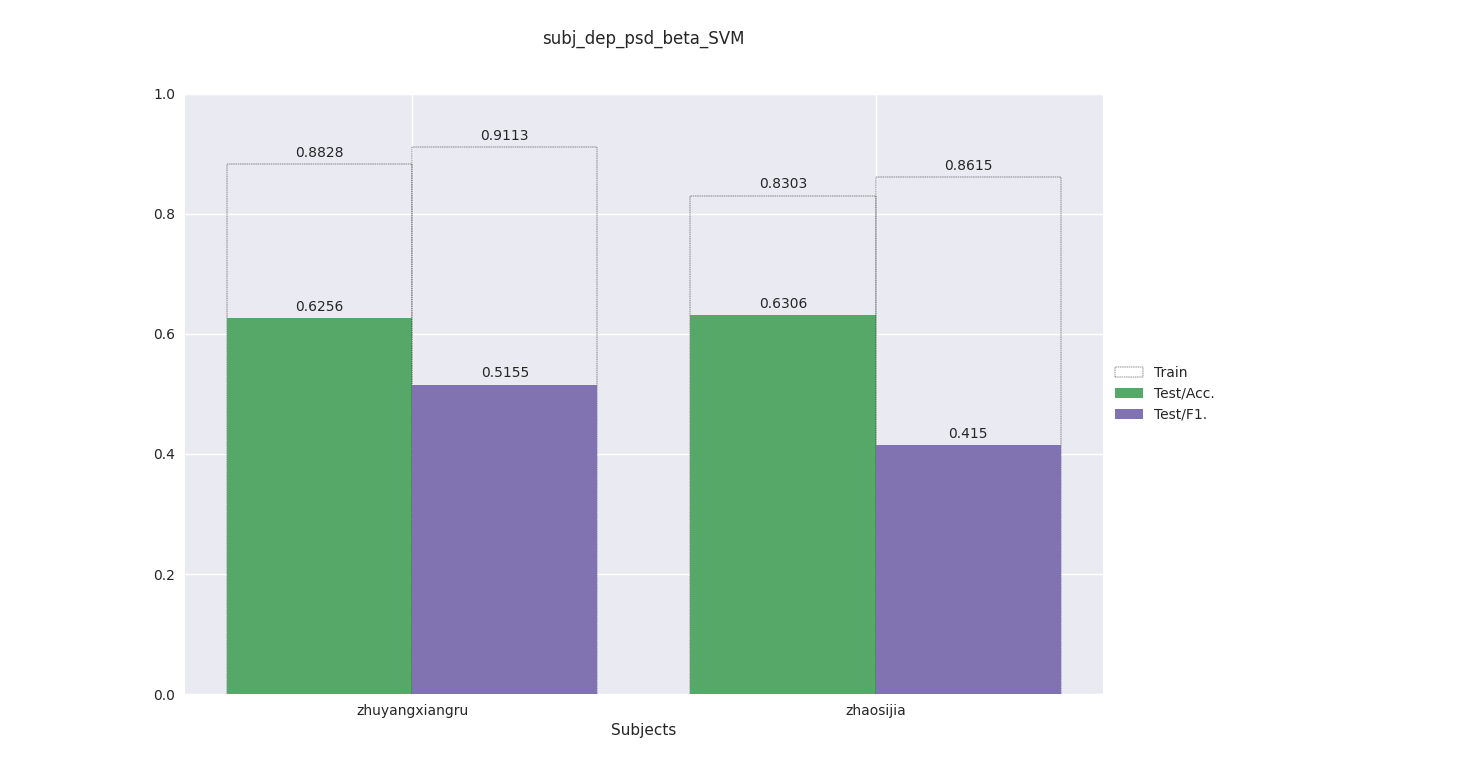 subj_dep_psd_beta_SVM
1.0
0.8
0.6
0.4
0.2
0.0
0.8828
0.9113
0.8303
0.8615
0.6256
0.5155
0.6306
0.415
zhuyangxiangru
zhaosijia
Subjects
Train
Test/Acc.
Test/F1.